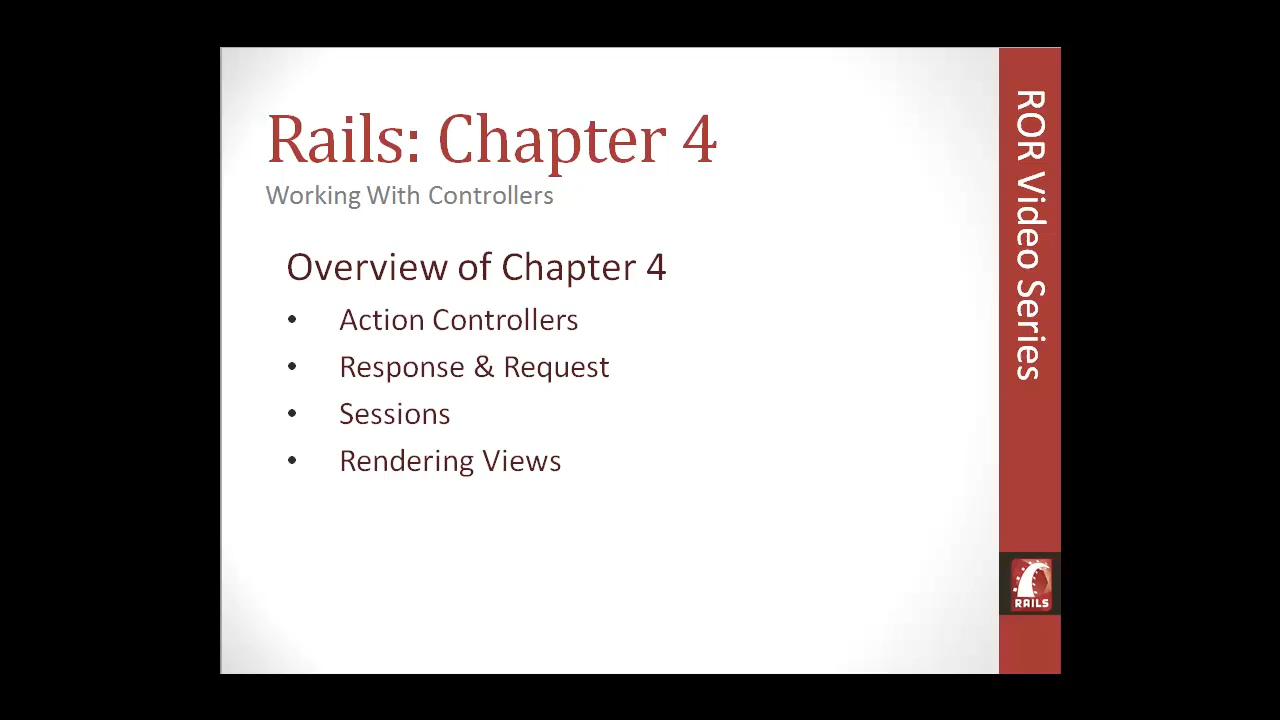 Rails: Chapter 4
Working With Controllers
Overview of Chapter 4
• Action Controllers
• Response & Request
• Sessions
• Rendering Views
ROR Video Series
RAILS